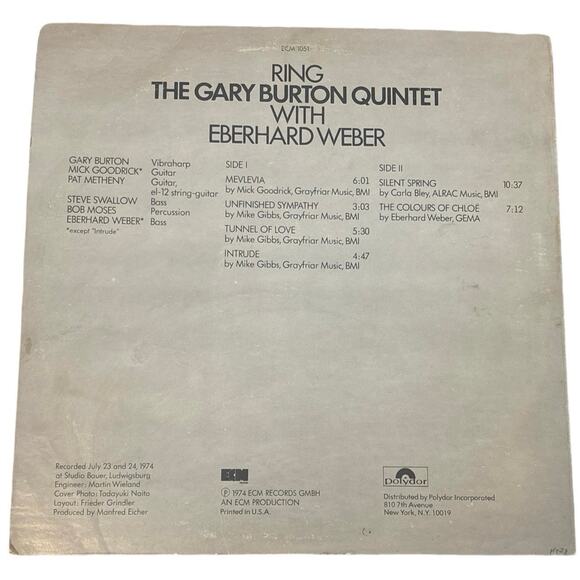 ECM 1051
RING
THE GARY BURTON QUINTET
WITH
EBERHARD WEBER
GARY BURTON Vibraharp
MICK GOODRICK* Guitar
PAT METHENY Guitar,
el-12 string-guitar
STEVE SWALLOW Bass
BOB MOSES Percussion
EBERHARD WEBER* Bass
*except "Intrude"
SIDE I
MEVLEVIA 6:01
by Mick Goodrick, Grayfriar Music, BMI
UNFINISHED SYMPATHY 3:03
by Mike Gibbs, Grayfriar Music, BMI
TUNNEL OF LOVE 5:30
by Mike Gibbs, Grayfriar Music, BMI
INTRUDE 4:47
by Mike Gibbs, Grayfriar Music, BMI
SIDE II
SILENT SPRING 10:37
by Carla Bley, ALRAC Music, BMI
THE COLOURS OF CHLOË 7:12
by Eberhard Weber, GEMA
Recorded July 23 and 24, 1974
at Studio Bauer, Ludwigsburg
Engineer: Martin Wieland
Cover Photo: Tadayuki Naito
Layout: Frieder Grindler
Produced by Manfred Eicher
ECM
℗ 1974 ECM RECORDS GMBH
AN ECM PRODUCTION
Printed in U.S.A.
polydor
Distributed by Polydor Incorporated
810 7th Avenue
New York, N.Y. 10019